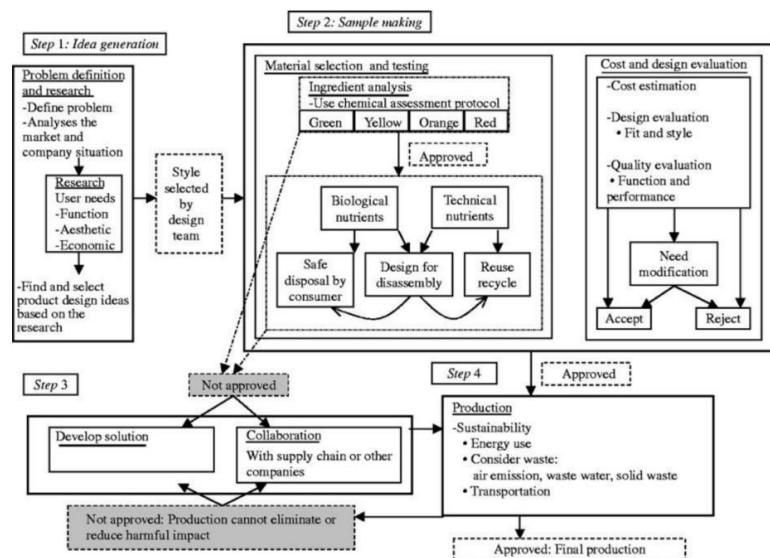 Step 1: Idea generation
Problem definition
and research
-Define problem
-Analyses the
market and
company situation
Research
User needs
-Function
-Aesthetic
-Economic
-Find and select
product design ideas
based on the
research
Style
selected
by
design
team
Step 2: Sample making
Material selection and testing
Ingredient analysis
-Use chemical assessment protocol
Green
Yellow
Orange
Red
Approved
Biological
nutrients
Technical
nutrients
Safe
disposal by
consumer
Design for
disassembly
Reuse
recycle
Cost and design evaluation
-Cost estimation
-Design evaluation
• Fit and style
-Quality evaluation
• Function and
performance
Need
modification
Accept
Reject
Step 3
Not approved
Develop solution
Collaboration
With supply chain or other
companies
Not approved: Production cannot eliminate or
reduce harmful impact
Step 4
Approved
Production
-Sustainability
• Energy use
• Consider waste:
air emission, waste water, solid waste
• Transportation
Approved: Final production